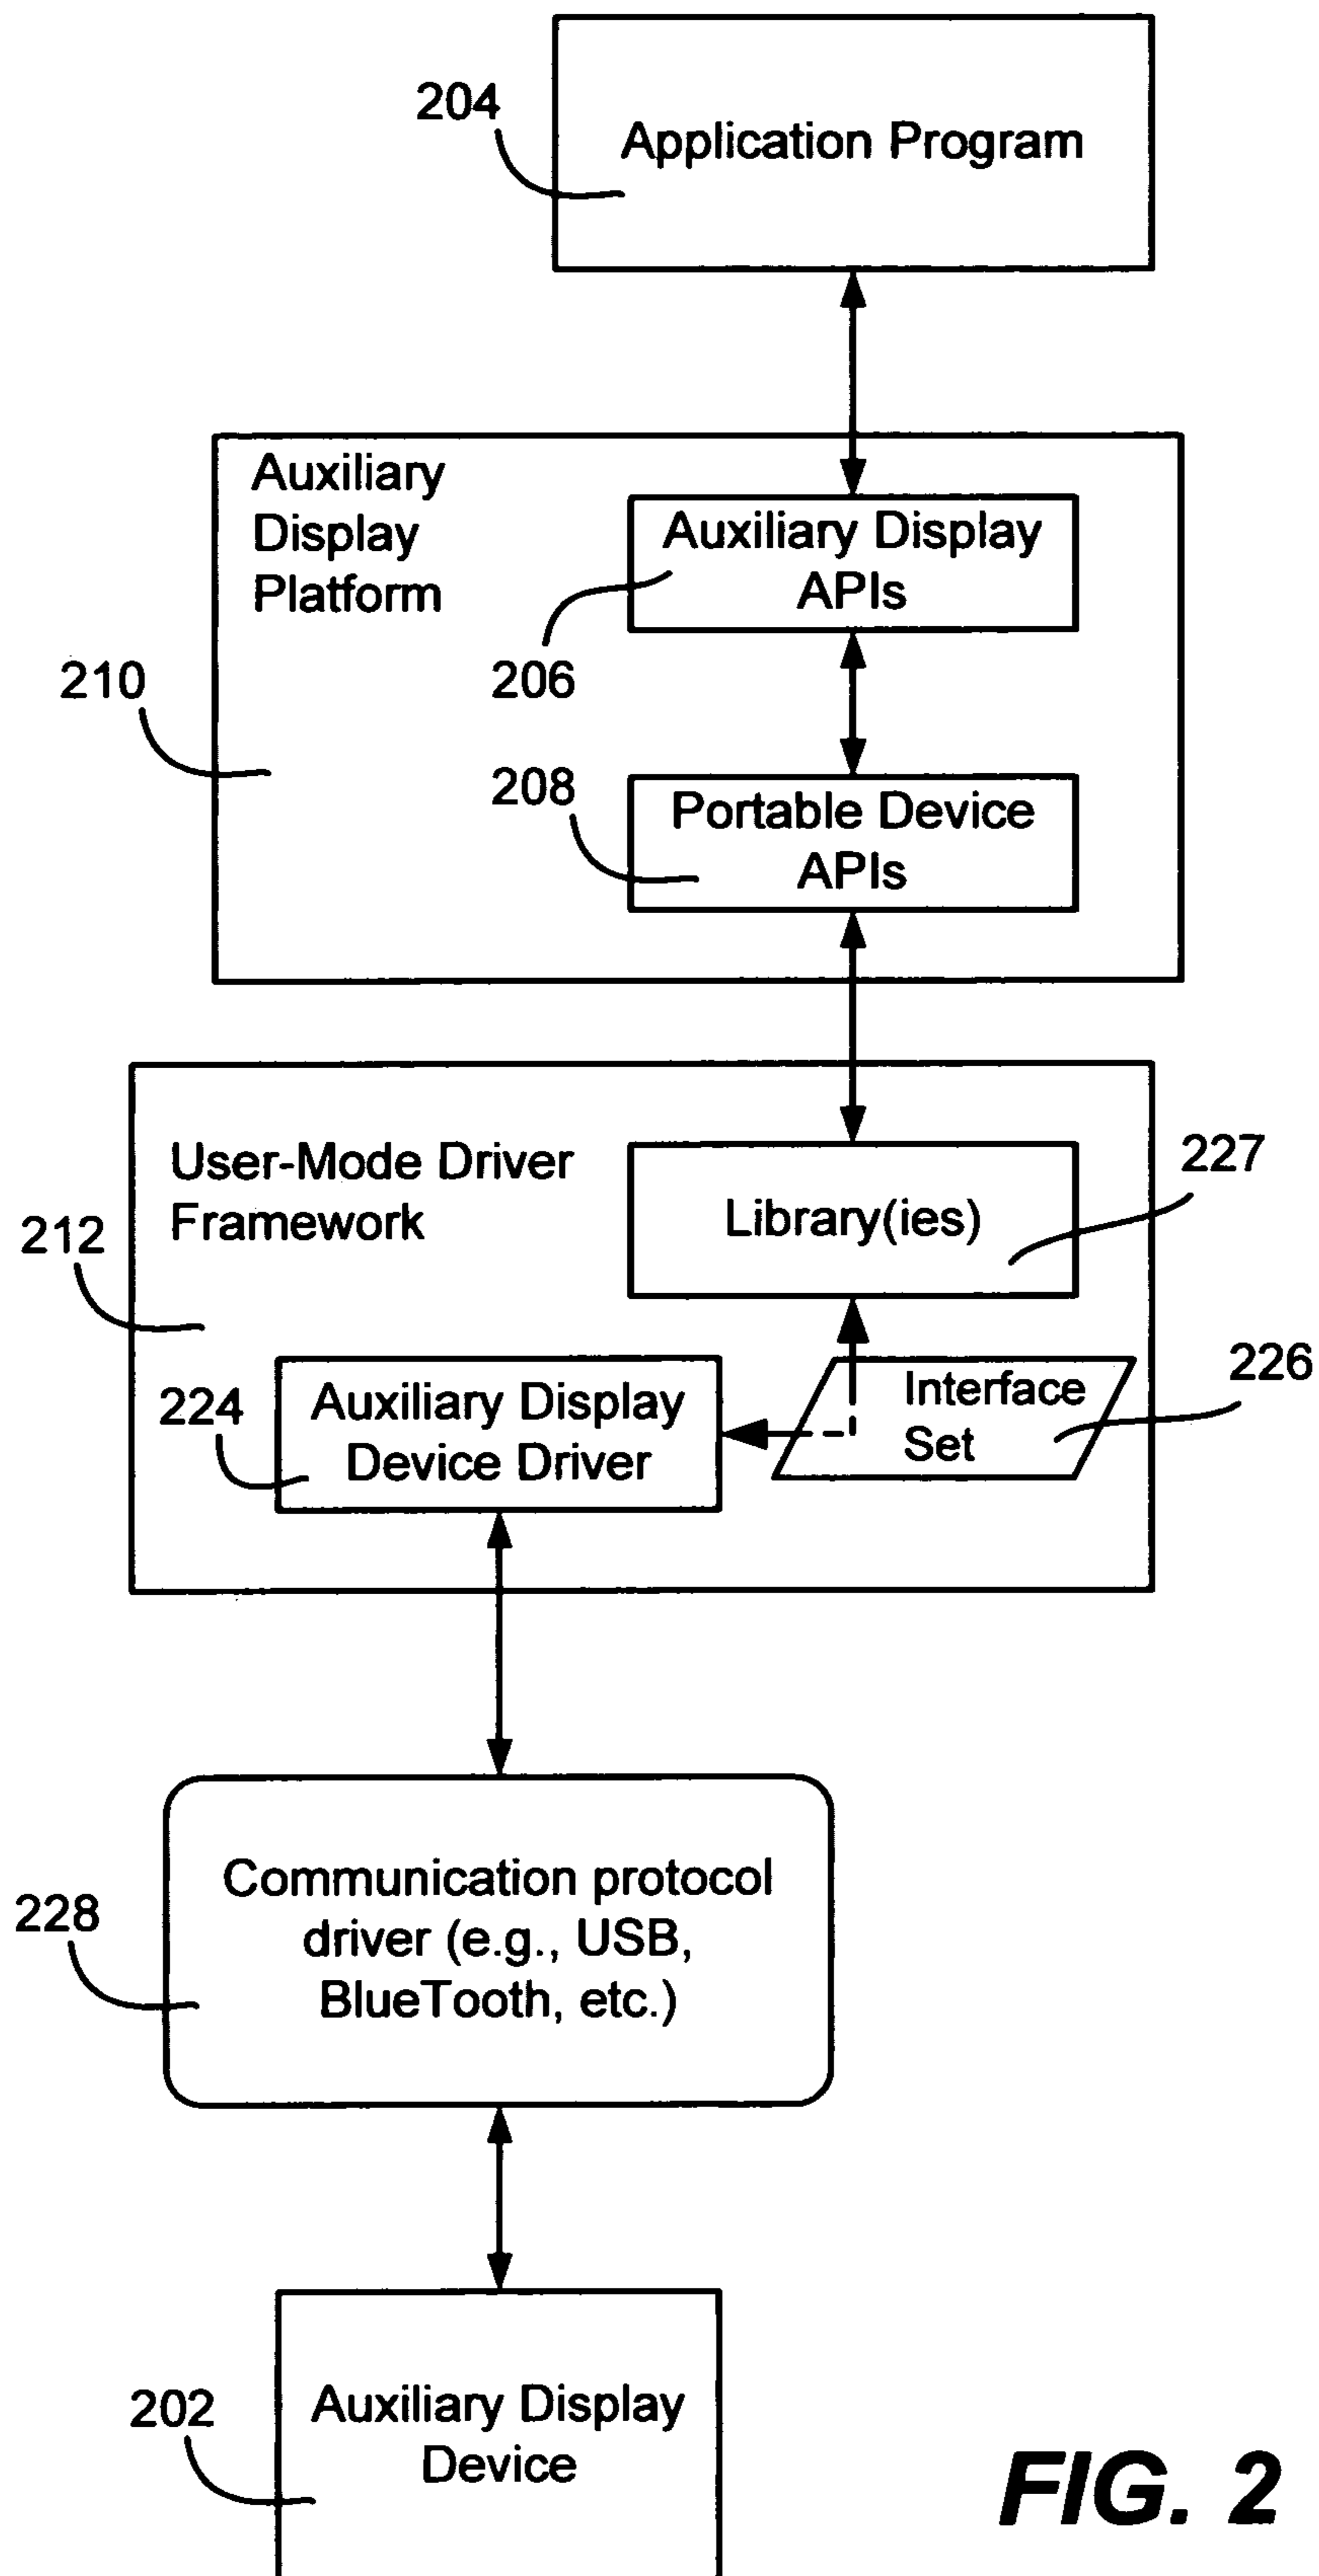 204
Application Program
Auxiliary
Display
Platform
Auxiliary Display
APIs
206
210
208
Portable Device
APIs
User-Mode Driver
Framework
227
Library(ies)
212
226
Interface
Set
224
Auxiliary Display
Device Driver
Communication protocol
driver (e.g., USB,
BlueTooth, etc.)
228
202
Auxiliary Display
Device
FIG. 2